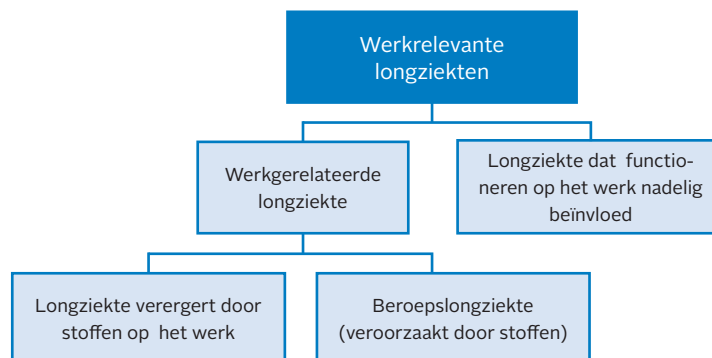 Werkrelevante
longziekten
Werkgerelateerde
longziekte
Longziekte dat functio-
neren op het werk nadelig
beïnvloed
Longziekte verergert door
stoffen op het werk
Beroepslongziekte
(veroorzaakt door stoffen)